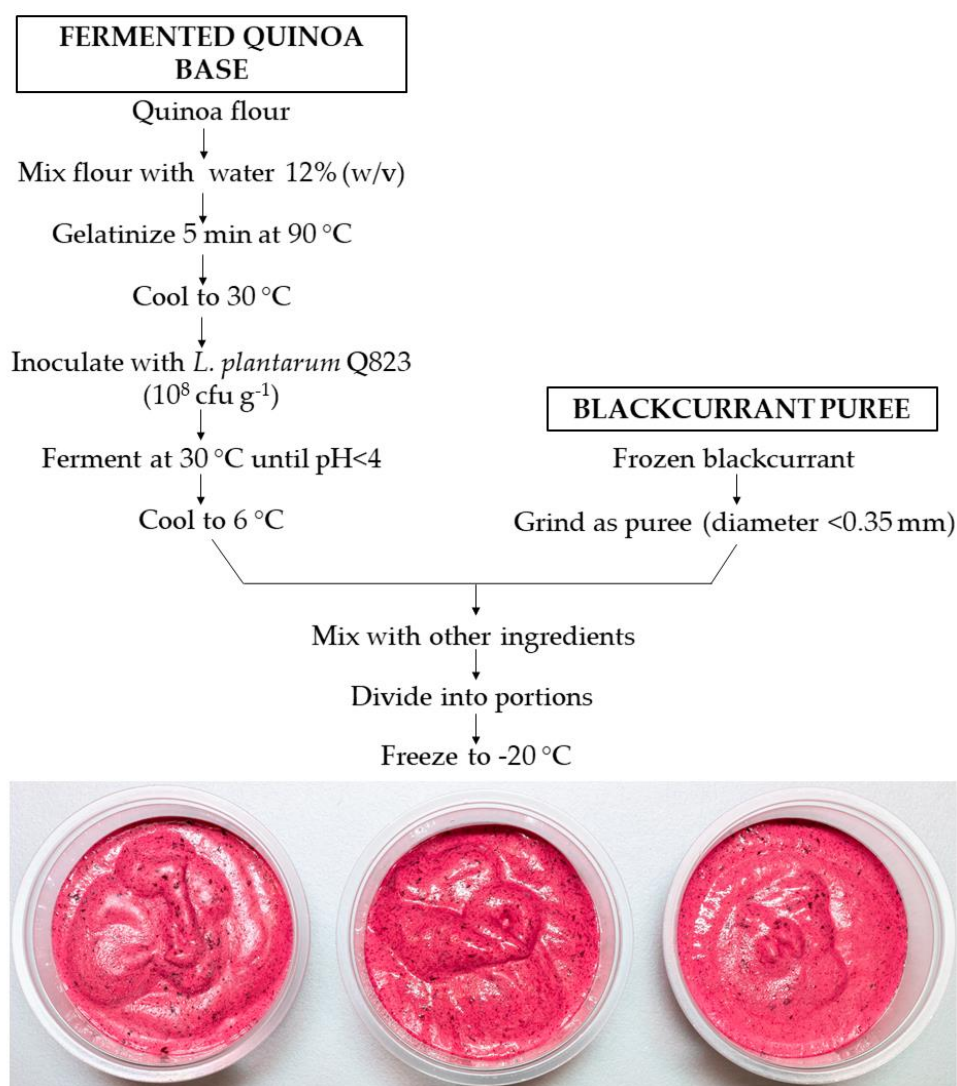 FERMENTED QUINOA
BASE
Quinoa flour
Mix flour with water 12% (w/v)
Gelatinize 5 min at 90 °C
Cool to 30 °C
Inoculate with L. plantarum Q823
(10⁸ cfu g⁻¹)
Ferment at 30 °C until pH<4
Cool to 6 °C
BLACKCURRANT PUREE
Frozen blackcurrant
Grind as puree (diameter <0.35 mm)
Mix with other ingredients
Divide into portions
Freeze to -20 °C